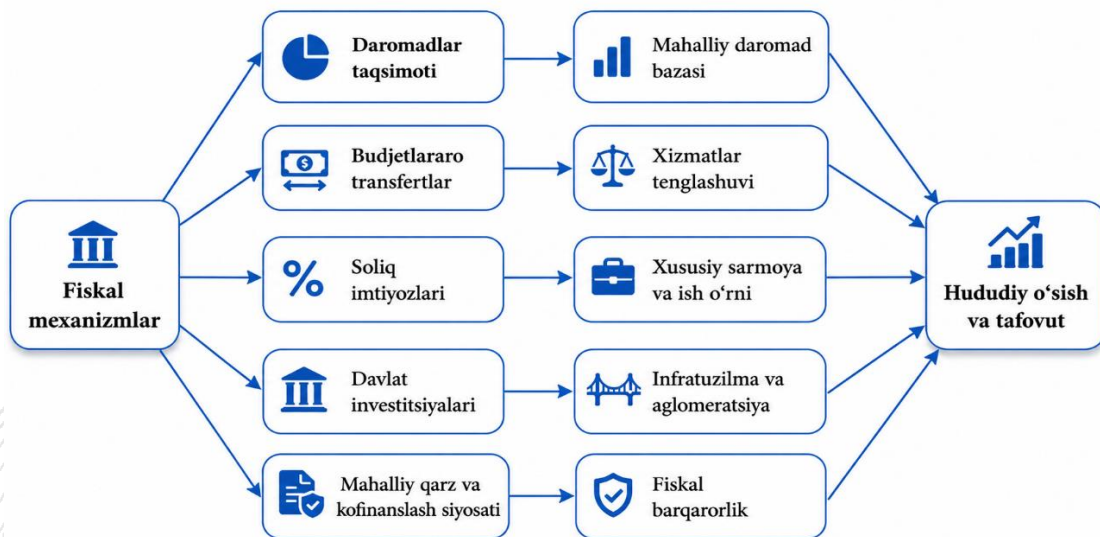 Daromadlar
taqsimoti
Mahalliy daromad
bazasi
Budjetlararo
transfertlar
Xizmatlar
tenglashuvi
Fiskal
mexanizmlar
%
Soliq
imtiyozlari
Xususiy sarmoya
va ish o‘rni
Hududiy o‘sish
va tafovut
Davlat
investitsiyalari
Infratuzilma va
aglomeratsiya
Mahalliy qarz va
kofinanslash siyosati
Fiskal
barqarorlik